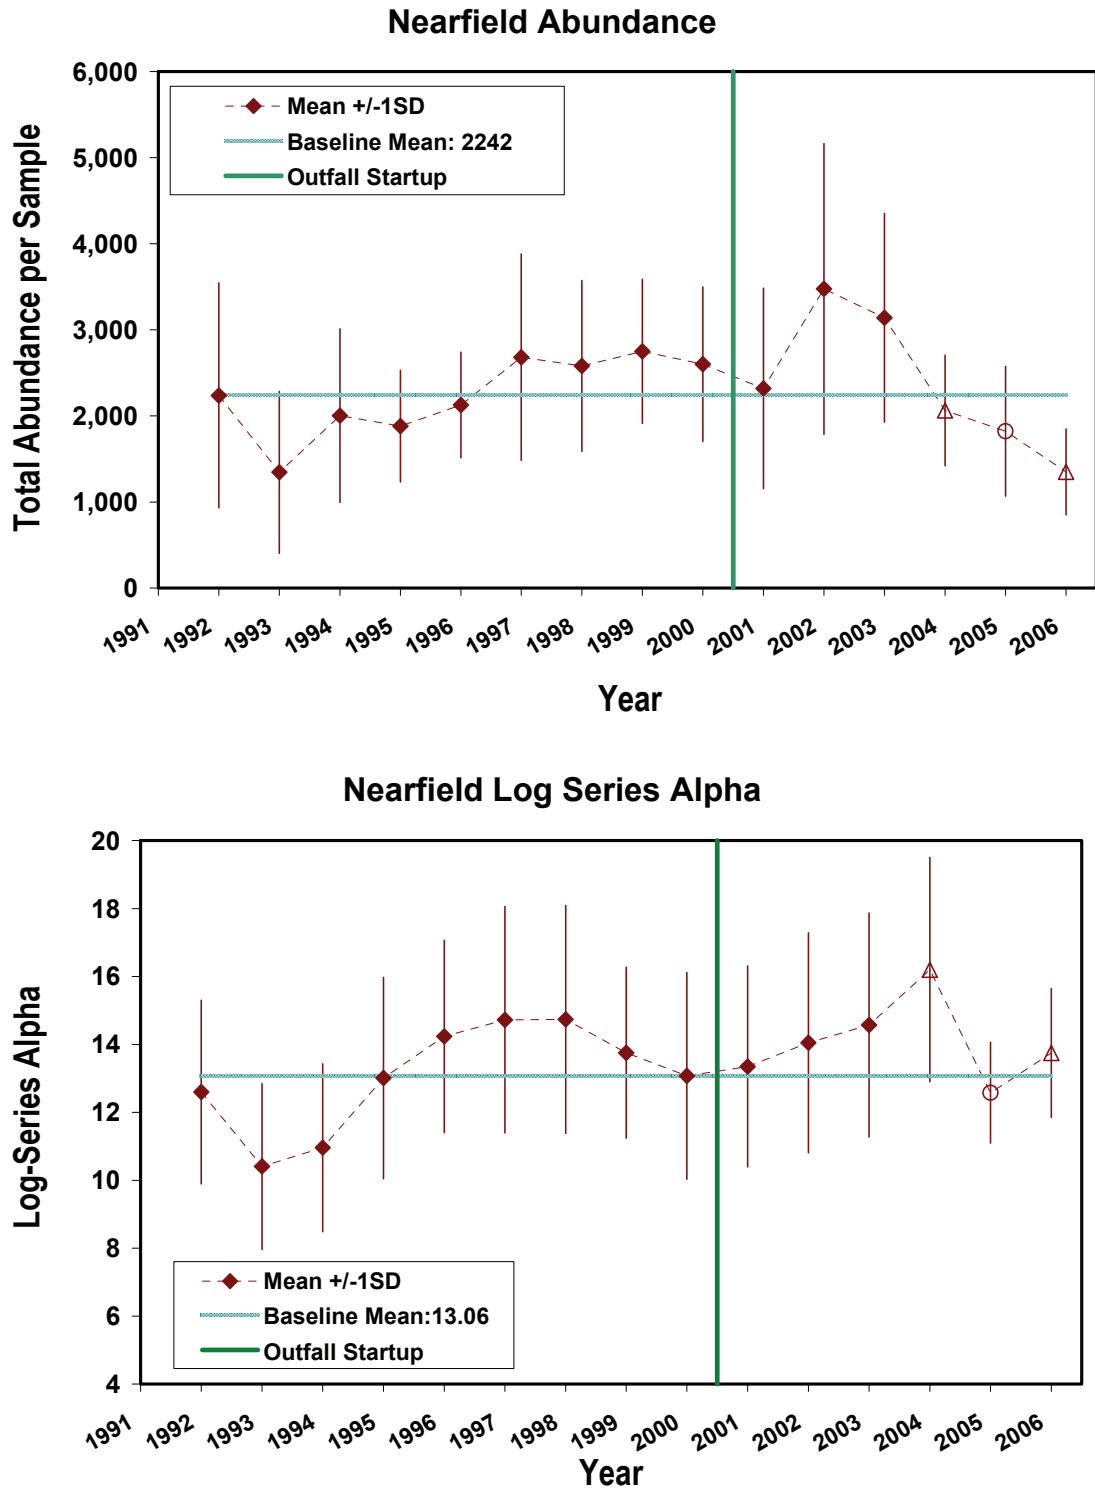 Nearfield Abundance
6,000
5,000
4,000
3,000
2,000
1,000
0
Total Abundance per Sample
Mean +/-1SD
Baseline Mean: 2242
Outfall Startup
1991 1992 1993 1994 1995 1996 1997 1998 1999 2000 2001 2002 2003 2004 2005 2006
Year
Nearfield Log Series Alpha
20
18
16
14
12
10
8
6
4
Log-Series Alpha
Mean +/-1SD
Baseline Mean:13.06
Outfall Startup
1991 1992 1993 1994 1995 1996 1997 1998 1999 2000 2001 2002 2003 2004 2005 2006
Year